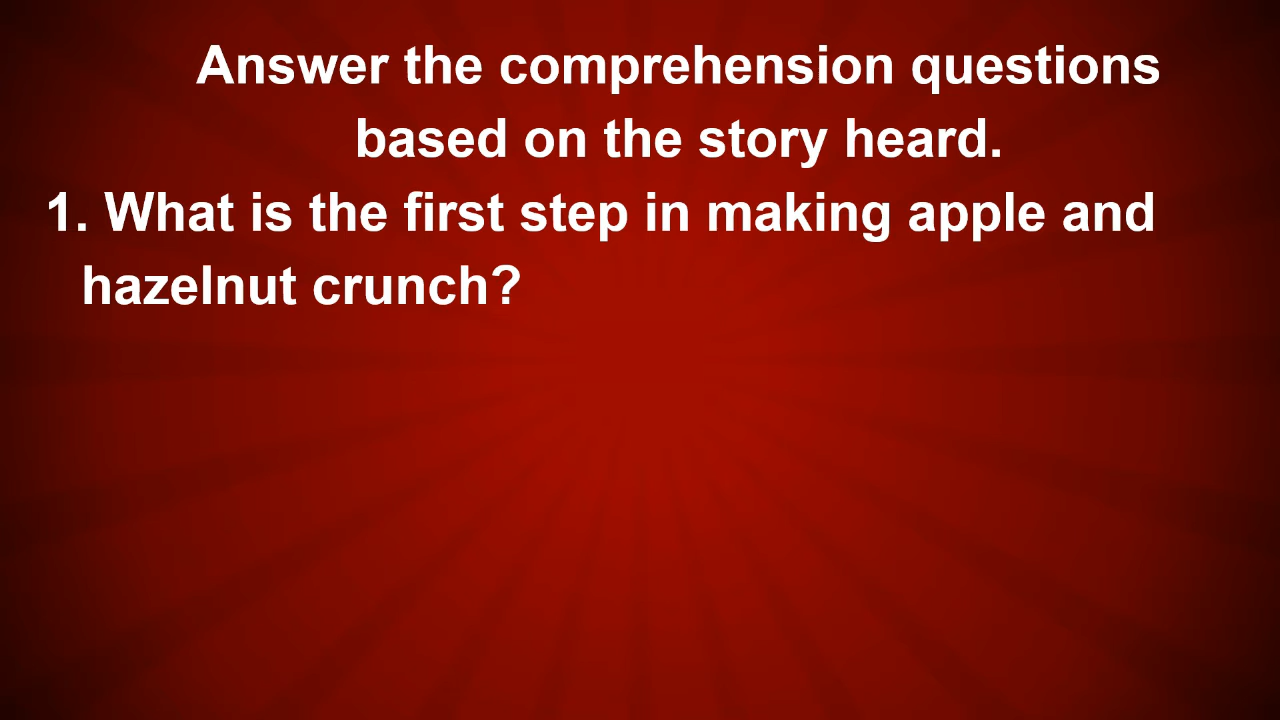 Answer the comprehension questions
based on the story heard.
1. What is the first step in making apple and
hazelnut crunch?